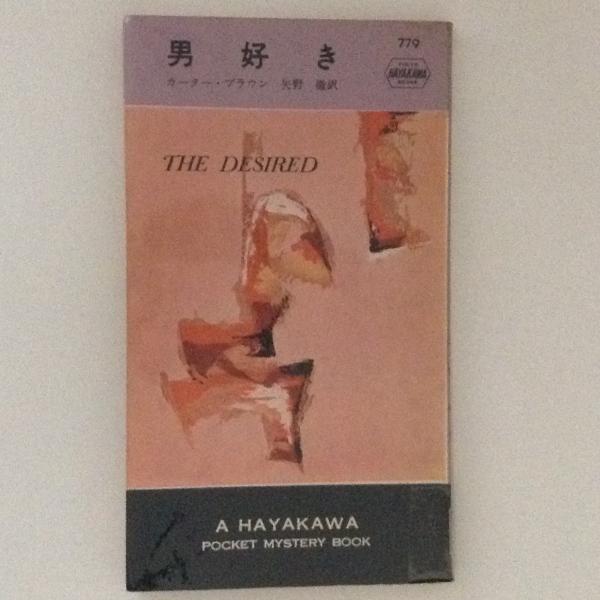 男好き
779
HAYAKAWA
カーター・ブラウン 矢野 徹訳
THE DESIRED
A HAYAKAWA
POCKET MYSTERY BOOK